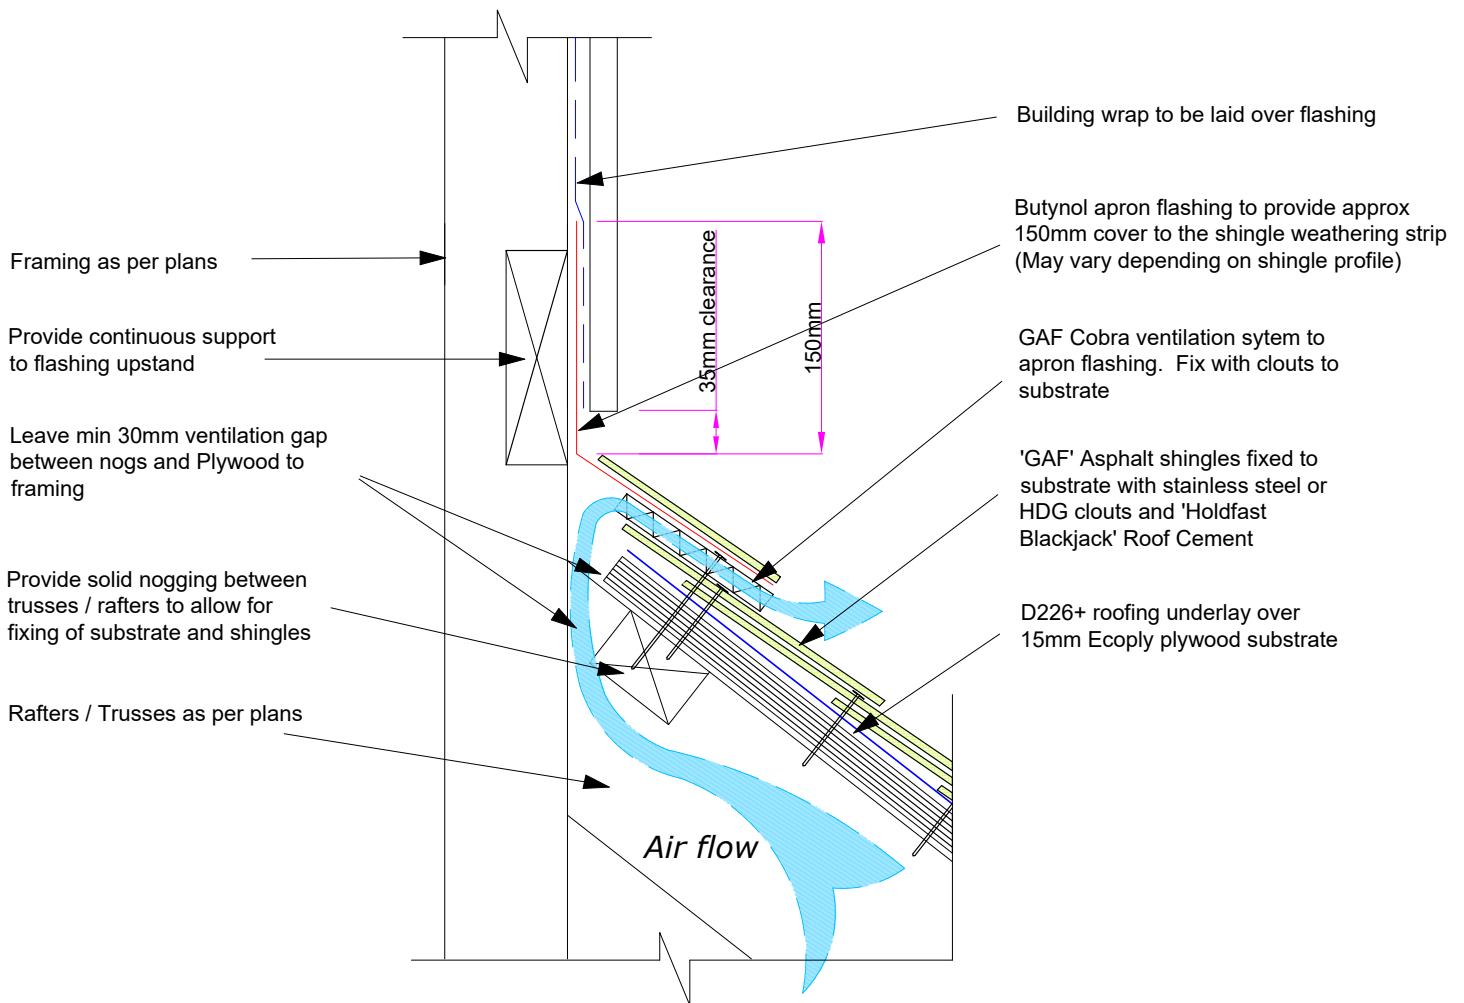 Building wrap to be laid over flashing
Butynol apron flashing to provide approx
150mm cover to the shingle weathering strip
(May vary depending on shingle profile)
Framing as per plans
35mm clearance
150mm
Provide continuous support
to flashing upstand
GAF Cobra ventilation sytem to
apron flashing.  Fix with clouts to
substrate
Leave min 30mm ventilation gap
between nogs and Plywood to
framing
'GAF' Asphalt shingles fixed to
substrate with stainless steel or
HDG clouts and 'Holdfast
Blackjack' Roof Cement
Provide solid nogging between
trusses / rafters to allow for
fixing of substrate and shingles
D226+ roofing underlay over
15mm Ecoply plywood substrate
Rafters / Trusses as per plans
Air flow